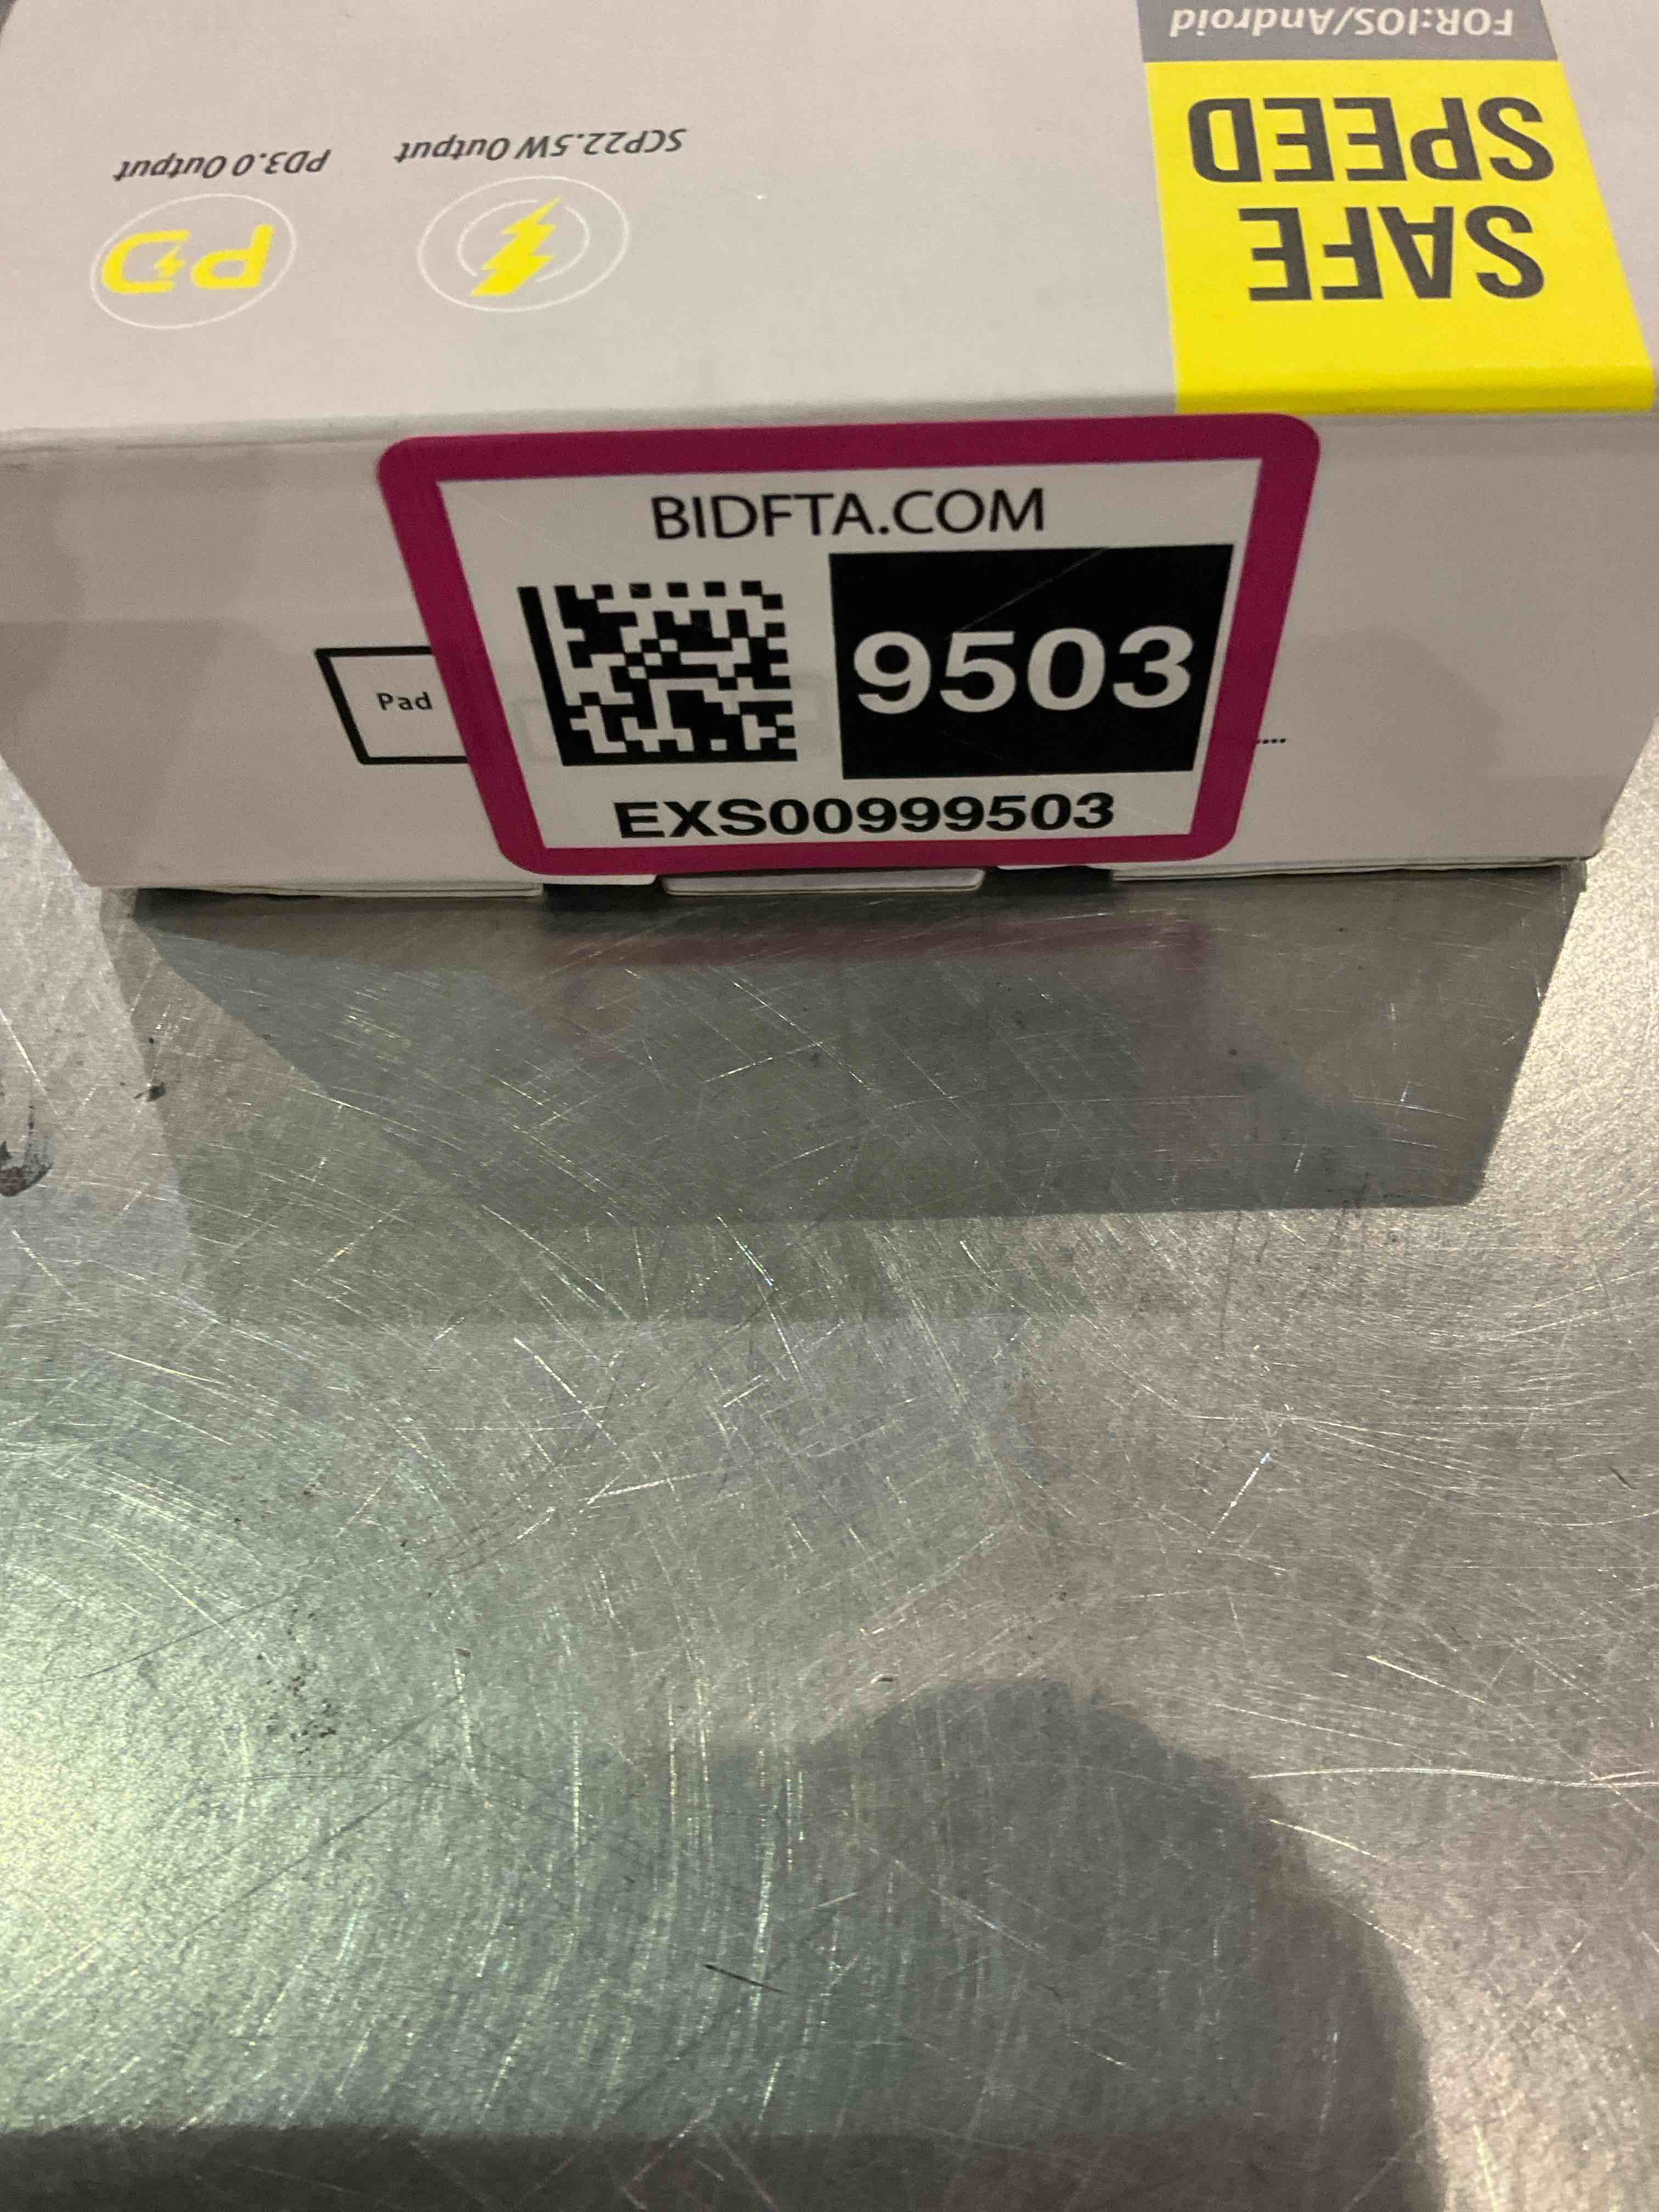 FOR:IOS/Android
SAFE
SPEED
SCP22.5W Output
PD3.0 Output
PD
BIDFTA.COM
9503
EXS00999503
Pad
....